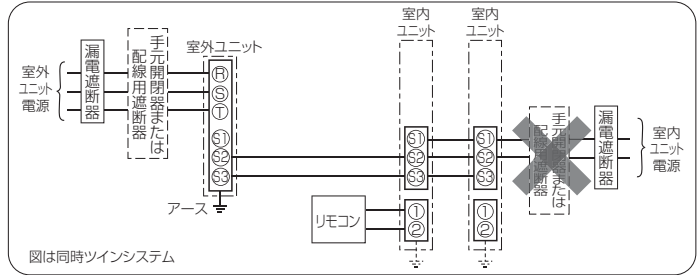 室外
ユニット
電源
漏電遮断器
手元開閉器または
配線用遮断器
室外ユニット
Ⓡ
Ⓢ
Ⓣ
S1
S2
S3
アース
リモコン
室内
ユニット
S1
S2
S3
①
②
室内
ユニット
S1
S2
S3
①
②
手元開閉器または
配線用遮断器
漏電遮断器
室内
ユニット
電源
図は同時ツインシステム